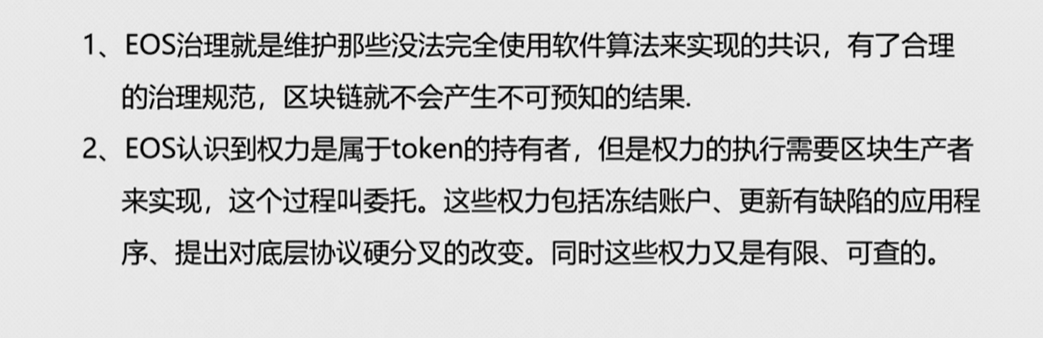 1、EOS治理就是维护那些没法完全使用软件算法来实现的共识，有了合理
的治理规范，区块链就不会产生不可预知的结果.
2、EOS认识到权力是属于token的持有者，但是权力的执行需要区块生产者
来实现，这个过程叫委托。这些权力包括冻结账户、更新有缺陷的应用程
序、提出对底层协议硬分叉的改变。同时这些权力又是有限、可查的。